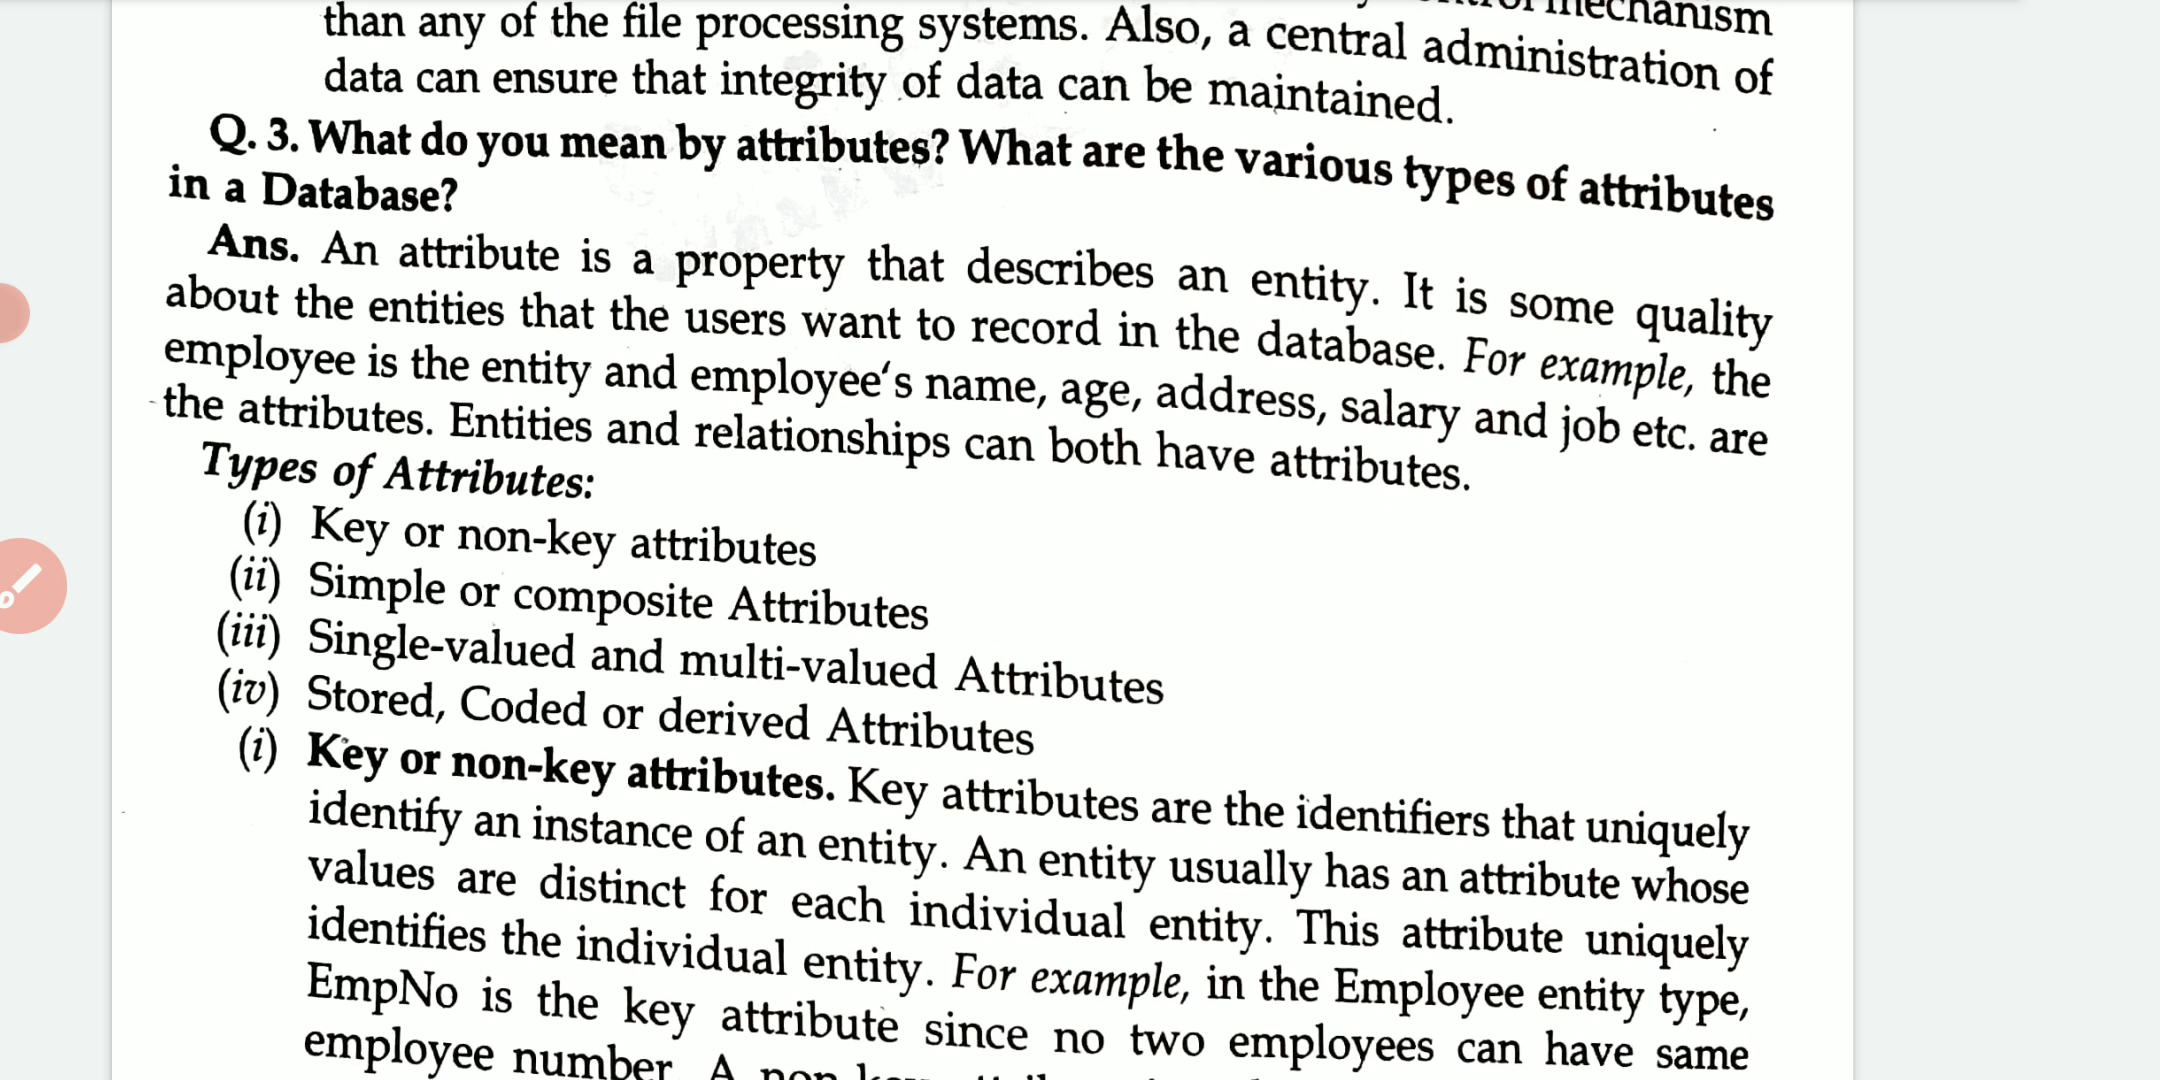 mechanism
than any of the file processing systems. Also, a central administration of
data can ensure that integrity of data can be maintained.
Q. 3. What do you mean by attributes? What are the various types of attributes
in a Database?
Ans. An attribute is a property that describes an entity. It is some quality
about the entities that the users want to record in the database. For example, the
employee is the entity and employee's name, age, address, salary and job etc. are
the attributes. Entities and relationships can both have attributes.
Types of Attributes:
(i) Key or non-key attributes
(ii) Simple or composite Attributes
(iii) Single-valued and multi-valued Attributes
(iv) Stored, Coded or derived Attributes
(i) Key or non-key attributes. Key attributes are the identifiers that uniquely
identify an instance of an entity. An entity usually has an attribute whose
values are distinct for each individual entity. This attribute uniquely
identifies the individual entity. For example, in the Employee entity type,
EmpNo is the key attribute since no two employees can have same
employee number. A